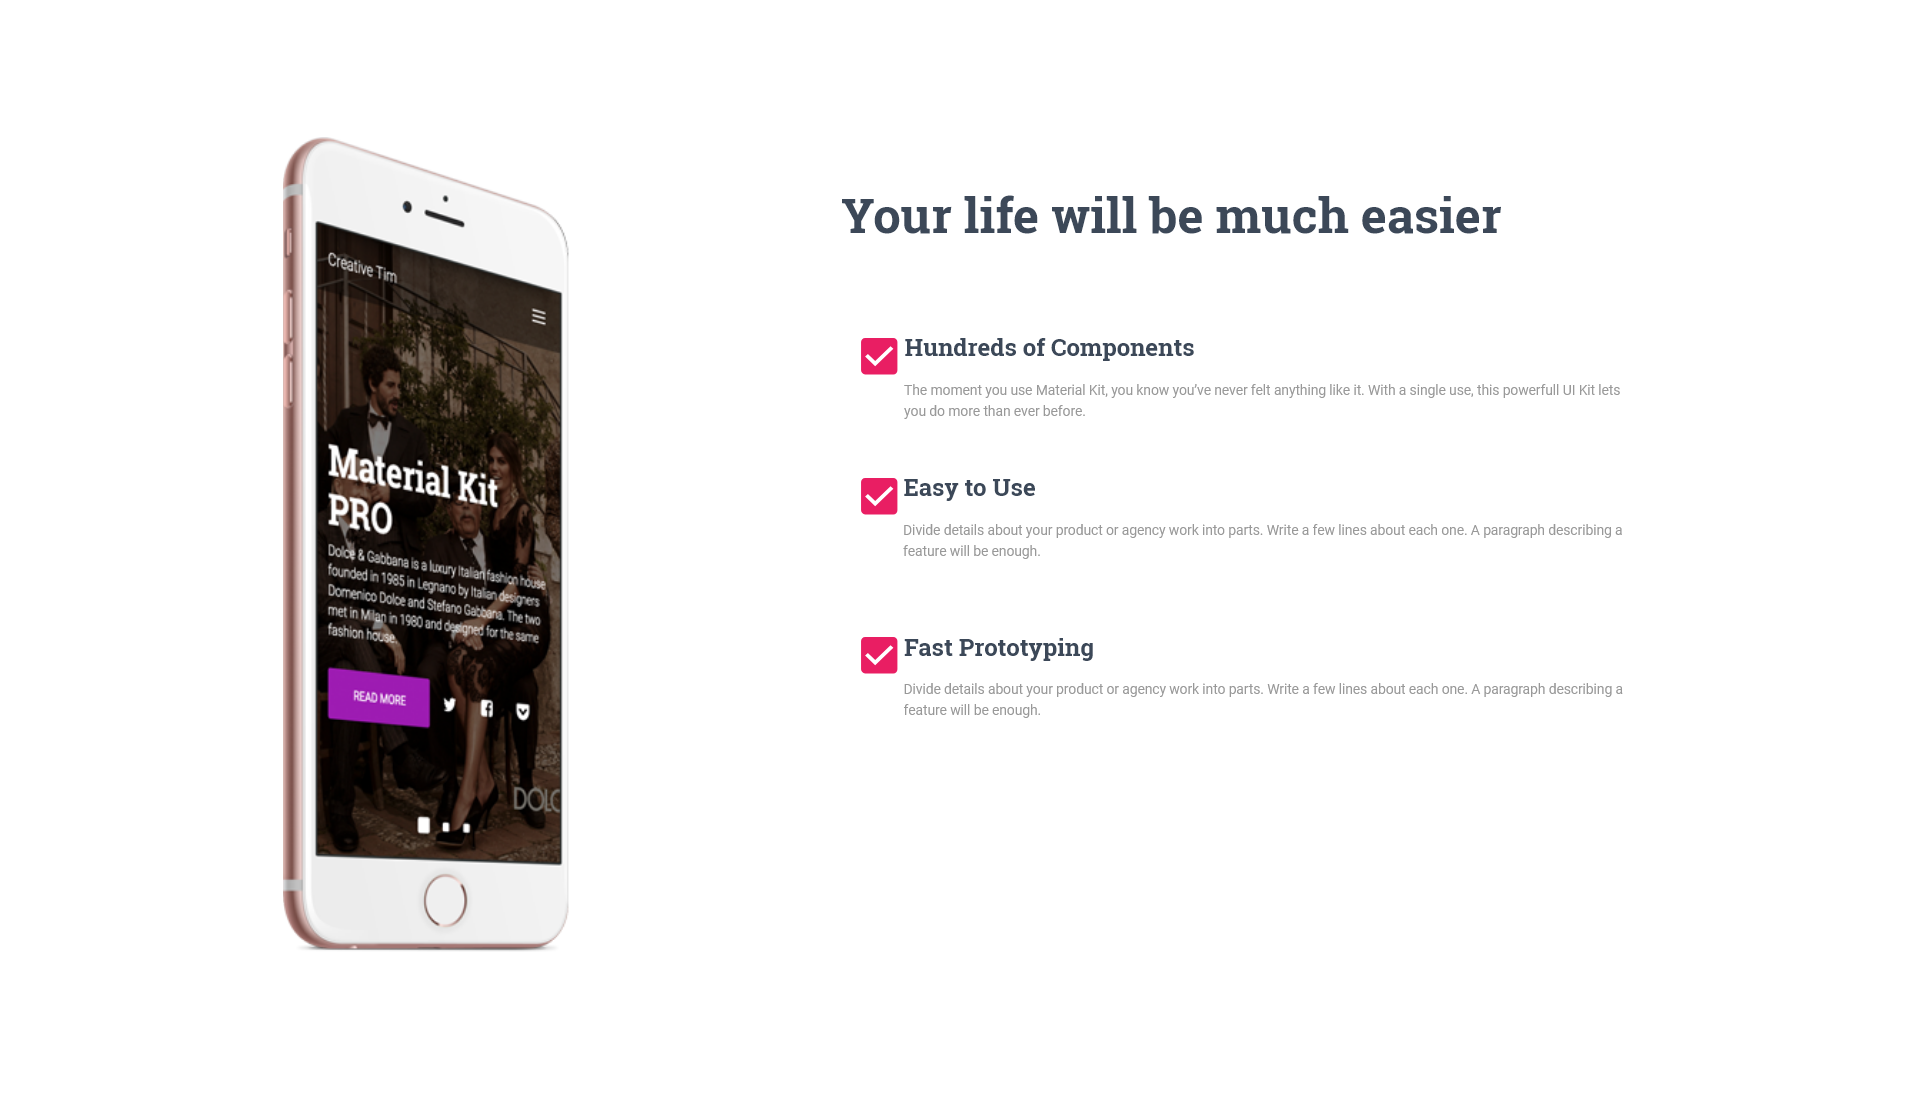 Creative Tim
Material Kit
PRO
Dolce & Gabbana is a luxury Italian fashion house
founded in 1985 in Legnano by Italian designers
Domenico Dolce and Stefano Gabbana. The two
met in Milan in 1980 and designed for the same
fashion house.
READ MORE
DOLC
Your life will be much easier
Hundreds of Components
The moment you use Material Kit, you know you’ve never felt anything like it. With a single use, this powerfull UI Kit lets
you do more than ever before.
Easy to Use
Divide details about your product or agency work into parts. Write a few lines about each one. A paragraph describing a
feature will be enough.
Fast Prototyping
Divide details about your product or agency work into parts. Write a few lines about each one. A paragraph describing a
feature will be enough.